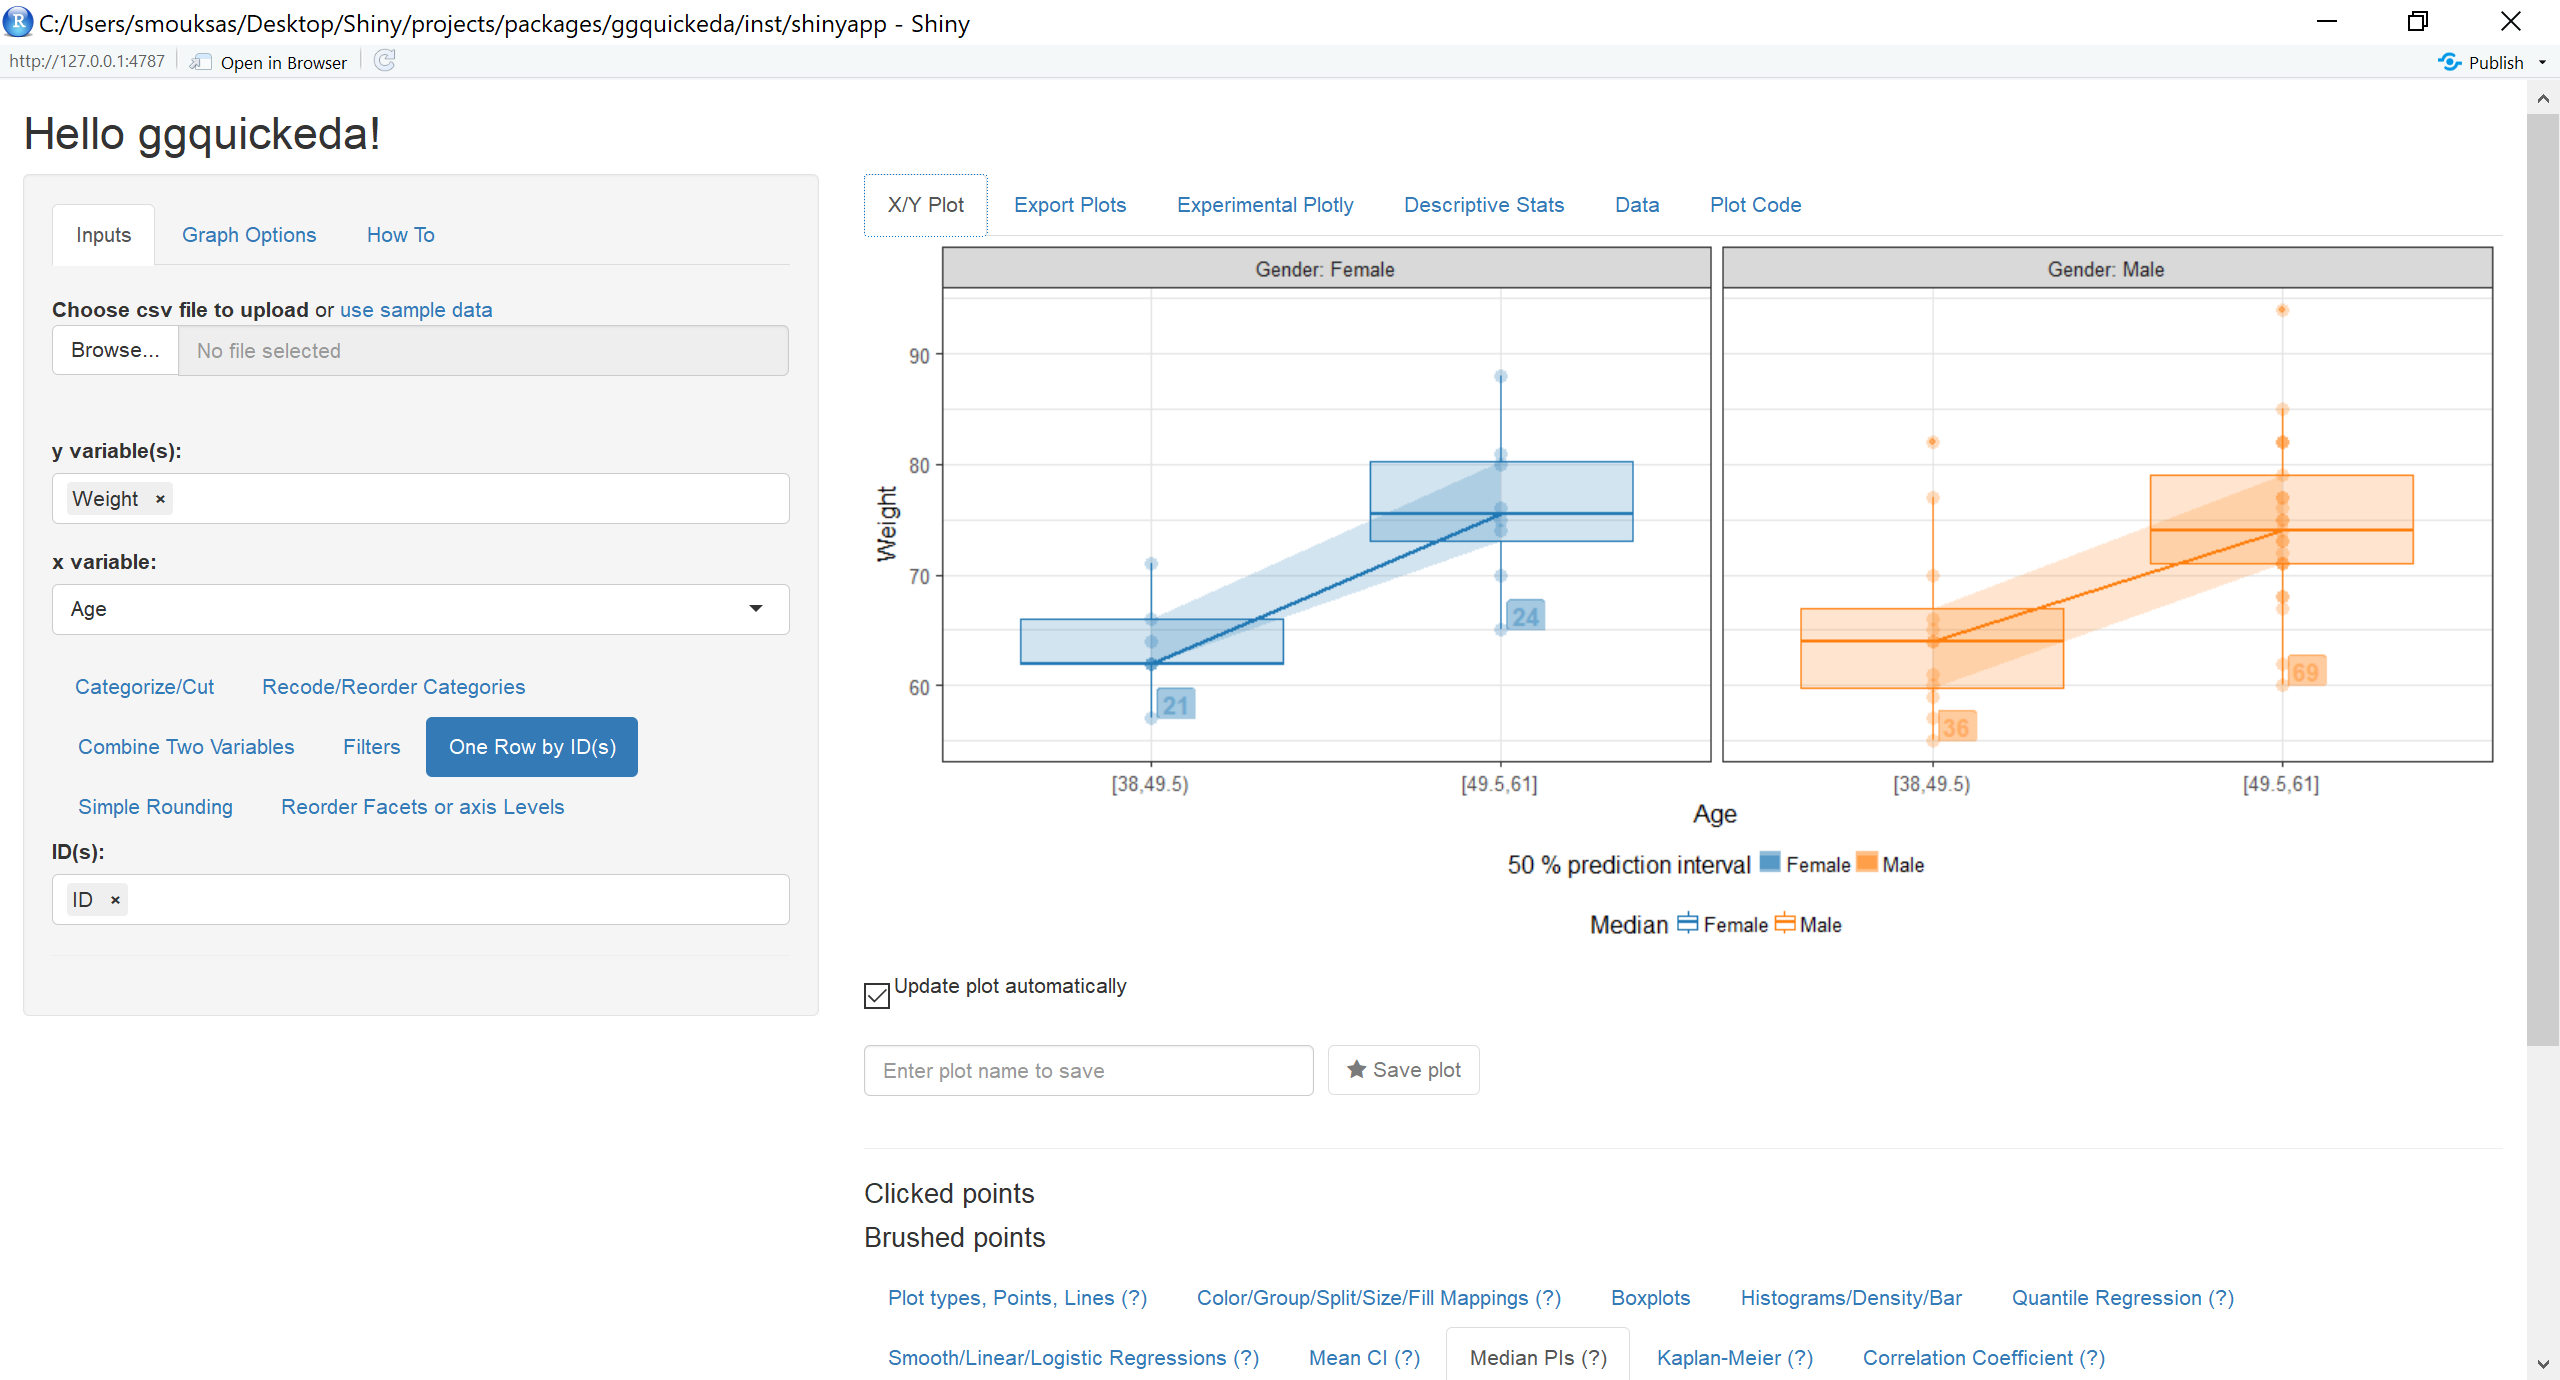 C:/Users/smouksas/Desktop/Shiny/projects/packages/ggquickeda/inst/shinyapp - Shiny
http://127.0.0.1:4787 Open in Browser Publish
Hello ggquickeda!
Inputs Graph Options How To
Choose csv file to upload or use sample data
Browse... No file selected
y variable(s):
Weight ×
x variable:
Age
Categorize/Cut Recode/Reorder Categories
Combine Two Variables Filters One Row by ID(s)
Simple Rounding Reorder Facets or axis Levels
ID(s):
ID ×
X/Y Plot Export Plots Experimental Plotly Descriptive Stats Data Plot Code
Gender: Female Gender: Male
Weight
90
80
70
60
24
21
69
36
[38,49.5) [49.5,61] [38,49.5) [49.5,61]
Age
50 % prediction interval Female Male
Median Female Male
Update plot automatically
Enter plot name to save Save plot
Clicked points
Brushed points
Plot types, Points, Lines (?) Color/Group/Split/Size/Fill Mappings (?) Boxplots Histograms/Density/Bar Quantile Regression (?)
Smooth/Linear/Logistic Regressions (?) Mean CI (?) Median PIs (?) Kaplan-Meier (?) Correlation Coefficient (?)